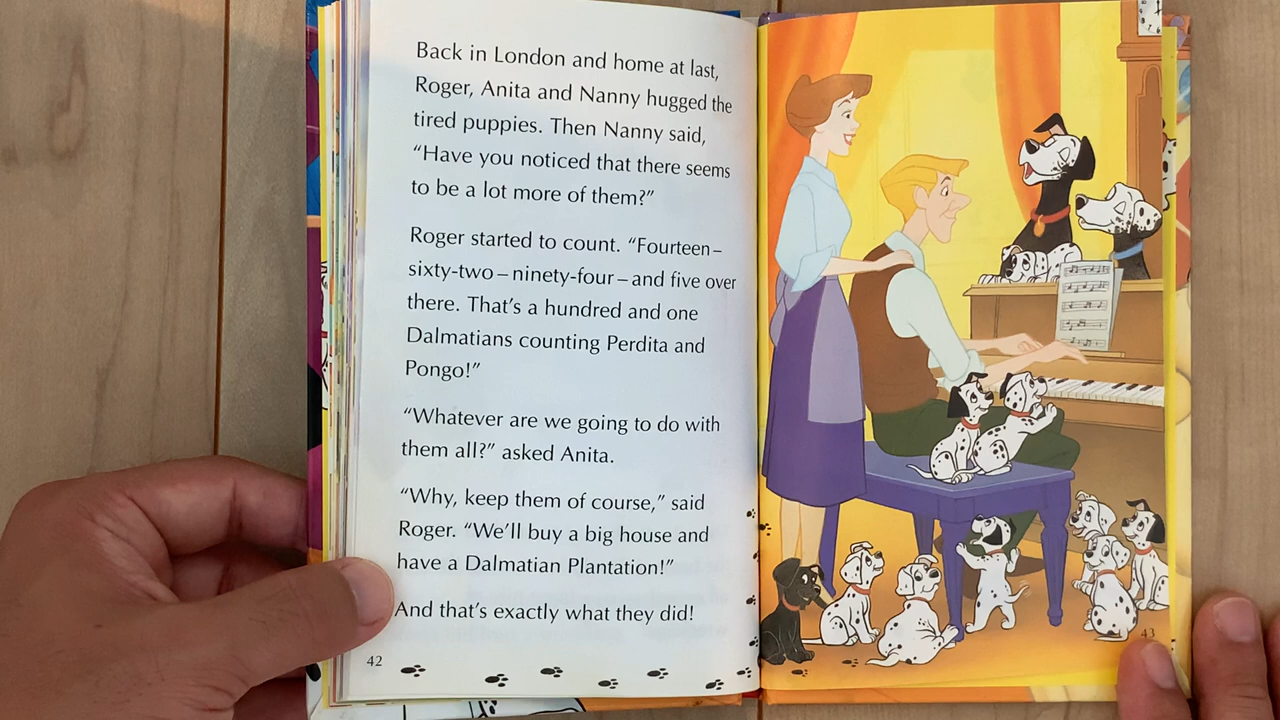 Back in London and home at last,
Roger, Anita and Nanny hugged the
tired puppies. Then Nanny said,
“Have you noticed that there seems
to be a lot more of them?”
Roger started to count. “Fourteen –
sixty-two – ninety-four – and five over
there. That’s a hundred and one
Dalmatians counting Perdita and
Pongo!”
“Whatever are we going to do with
them all?” asked Anita.
“Why, keep them of course,” said
Roger. “We’ll buy a big house and
have a Dalmatian Plantation!”
And that’s exactly what they did!
42
43